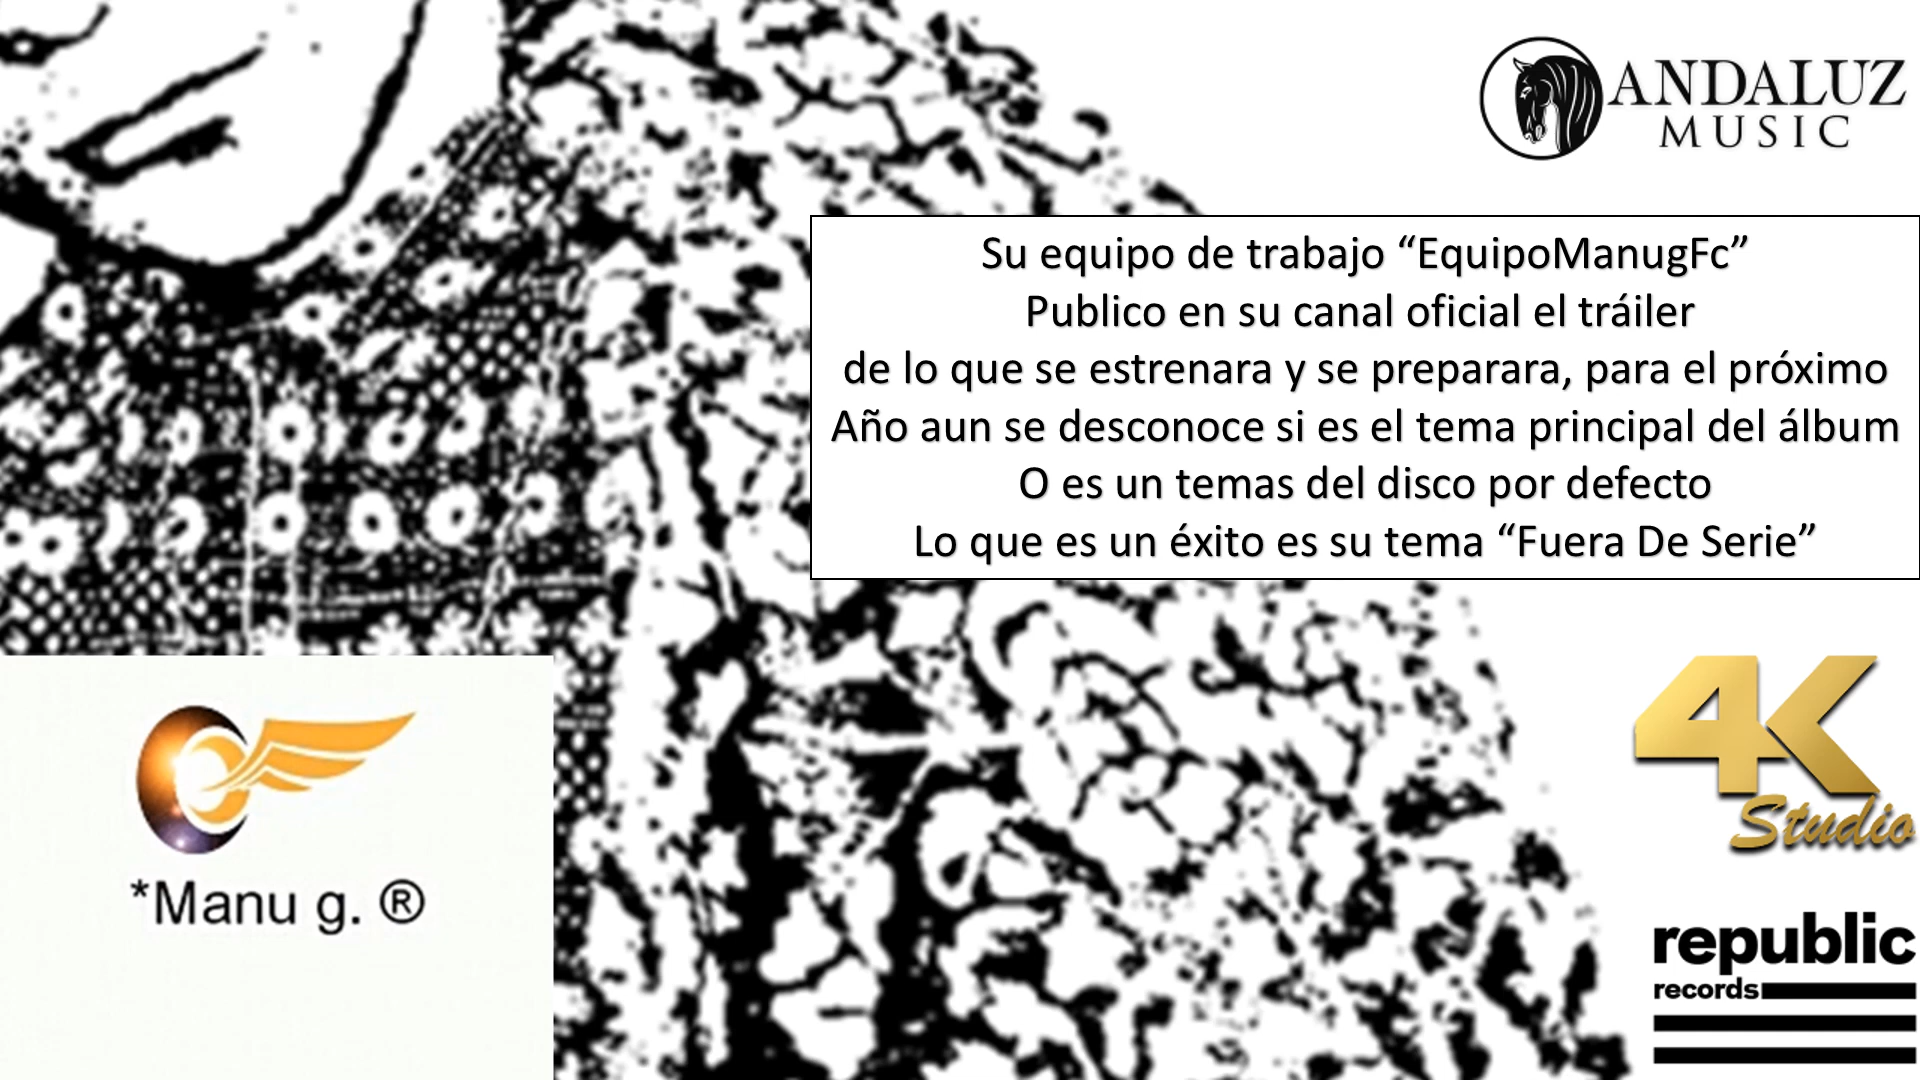 ANDALUZ
MUSIC
Su equipo de trabajo “EquipoManugFc”
Publico en su canal oficial el tráiler
de lo que se estrenara y se preparara, para el próximo
Año aun se desconoce si es el tema principal del álbum
O es un temas del disco por defecto
Lo que es un éxito es su tema “Fuera De Serie”
4K
Studio
*Manu g. ®
republic
records